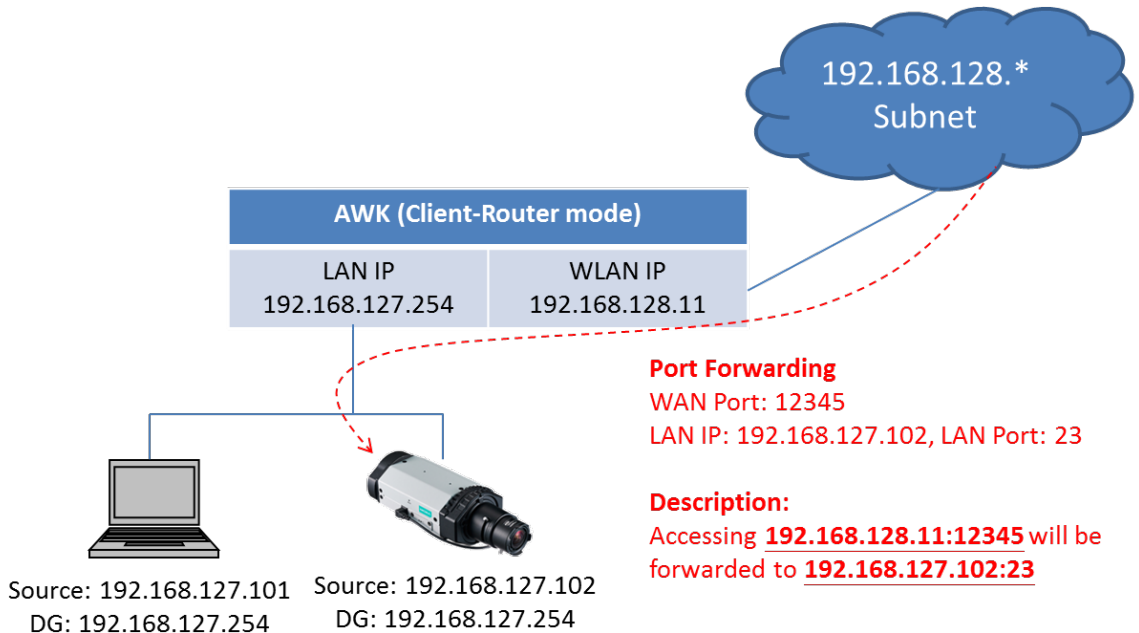 192.168.128.*
Subnet
AWK (Client-Router mode)
LAN IP
192.168.127.254
WLAN IP
192.168.128.11
Port Forwarding
WAN Port: 12345
LAN IP: 192.168.127.102, LAN Port: 23
Description:
Accessing 192.168.128.11:12345 will be
forwarded to 192.168.127.102:23
Source: 192.168.127.101
DG: 192.168.127.254
Source: 192.168.127.102
DG: 192.168.127.254